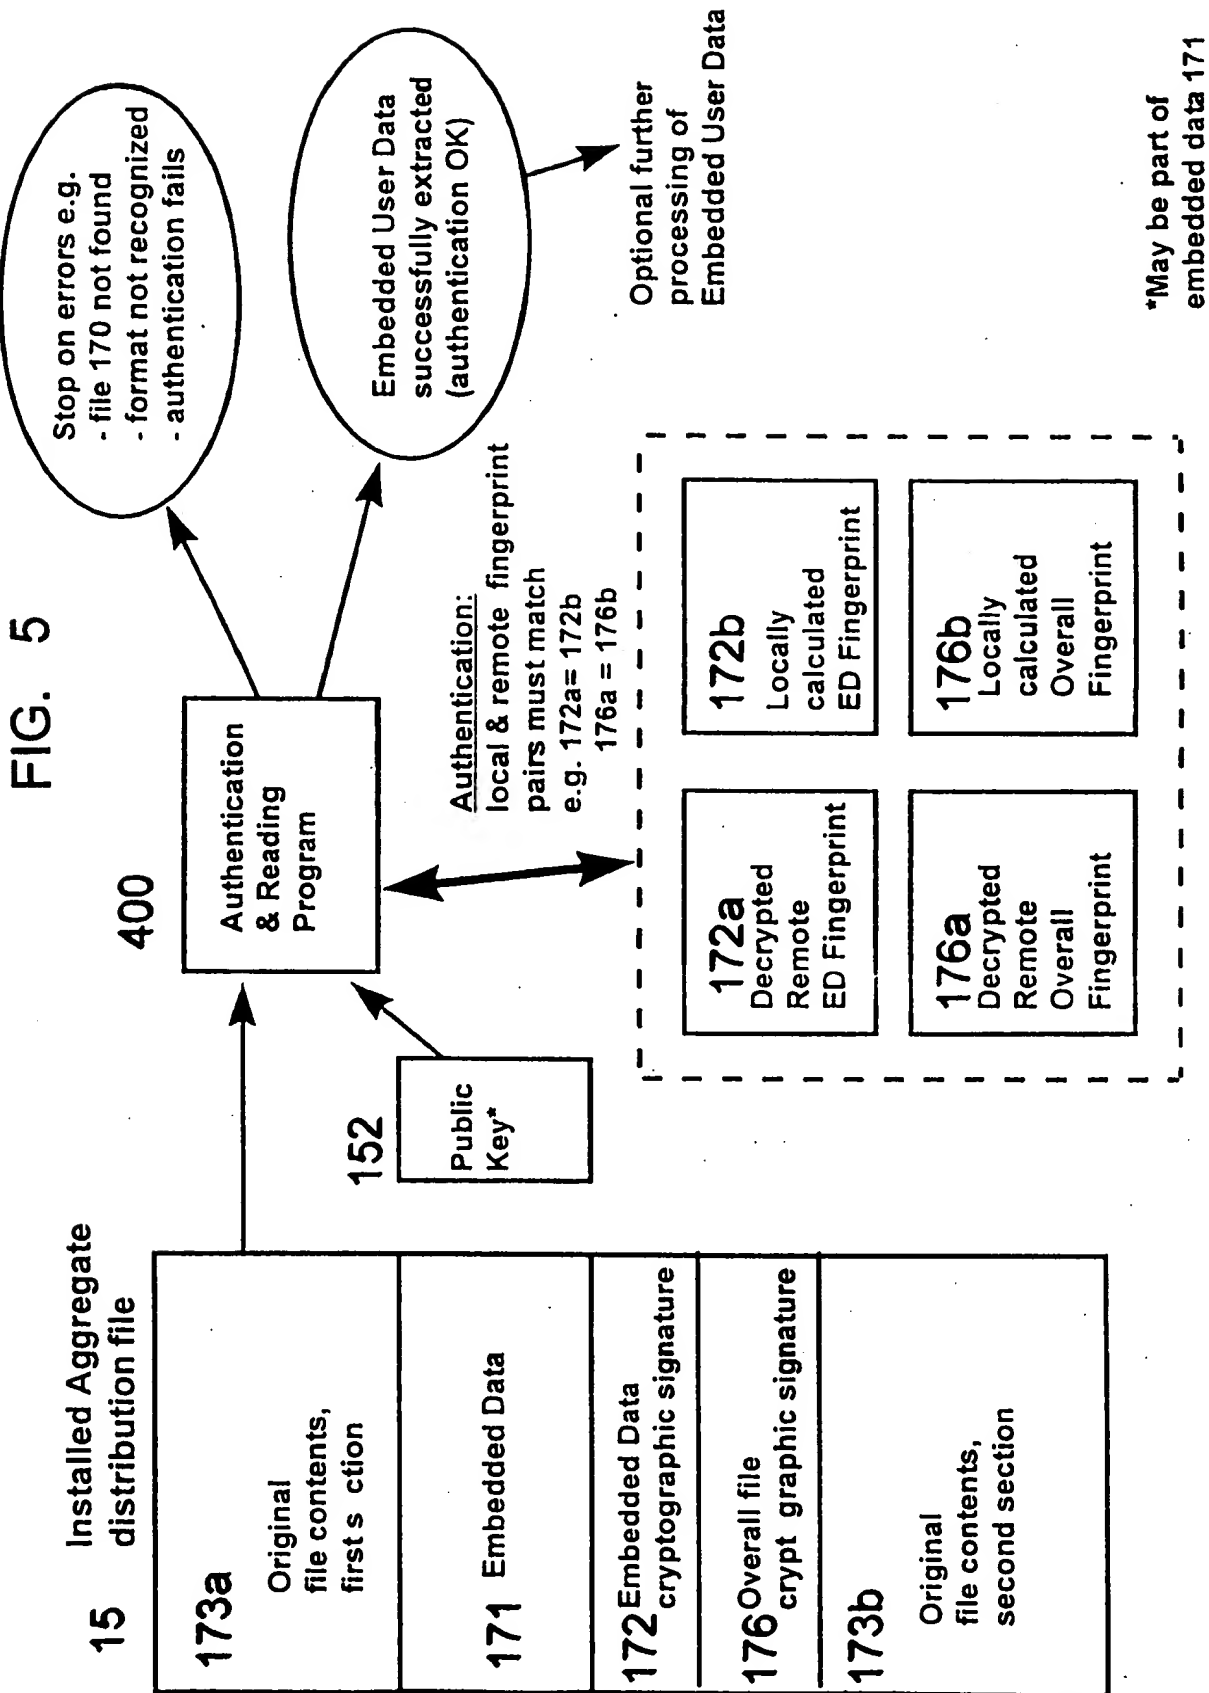 FIG. 5
15 Installed Aggregate
distribution file
173a
Original
file contents,
first s ction
171 Embedded Data
172 Embedded Data
cryptographic signature
176 Overall file
crypt graphic signature
173b
Original
file contents,
second section
152
Public
Key*
400
Authentication
& Reading
Program
Stop on errors e.g.
- file 170 not found
- format not recognized
- authentication fails
Embedded User Data
successfully extracted
(authentication OK)
Optional further
processing of
Embedded User Data
Authentication:
local & remote fingerprint
pairs must match
e.g. 172a= 172b
176a = 176b
172a
Decrypted
Remote
ED Fingerprint
172b
Locally
calculated
ED Fingerprint
176a
Decrypted
Remote
Overall
Fingerprint
176b
Locally
calculated
Overall
Fingerprint
*May be part of
embedded data 171